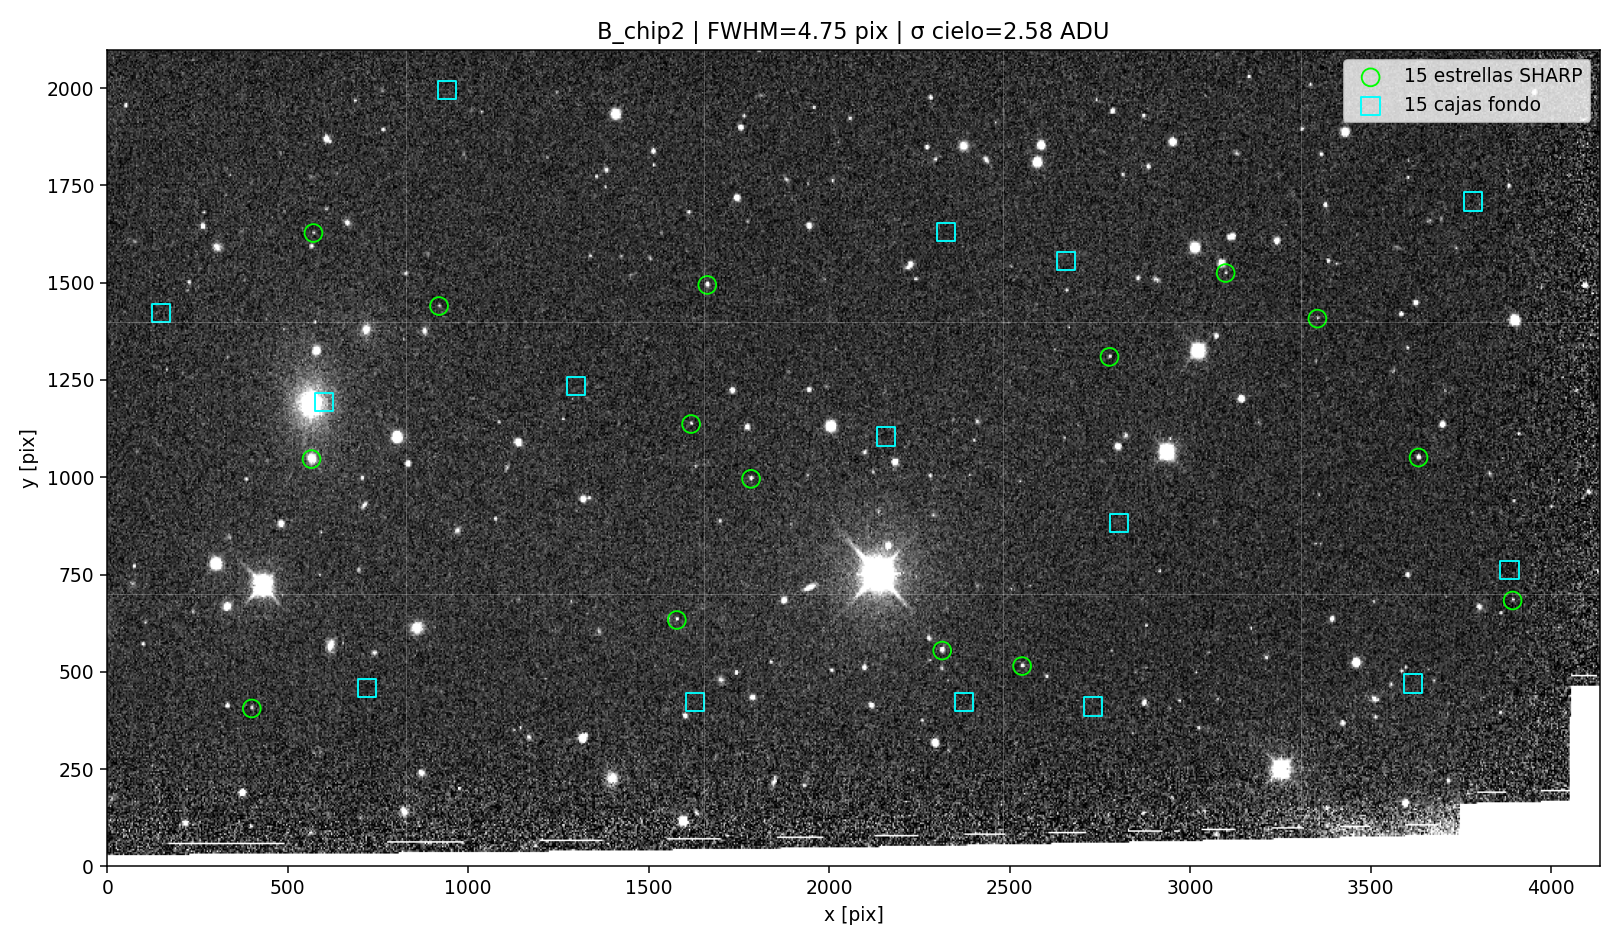 B_chip2 | FWHM=4.75 pix | σ cielo=2.58 ADU
15 estrellas SHARP
15 cajas fondo
y [pix]
2000
1750
1500
1250
1000
750
500
250
0
0 500 1000 1500 2000 2500 3000 3500 4000
x [pix]